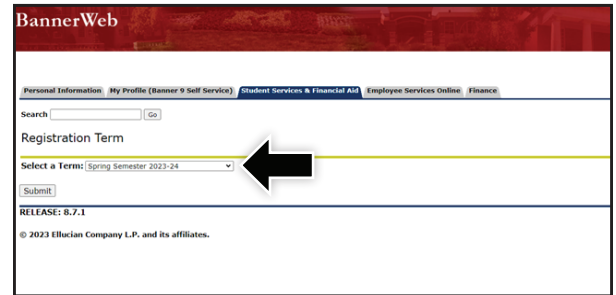 BannerWeb
Personal Information My Profile (Banner 9 Self Service) Student Services & Financial Aid Employee Services Online Finance
Search Go
Registration Term
Select a Term: Spring Semester 2023-24
Submit
RELEASE: 8.7.1
© 2023 Ellucian Company L.P. and its affiliates.